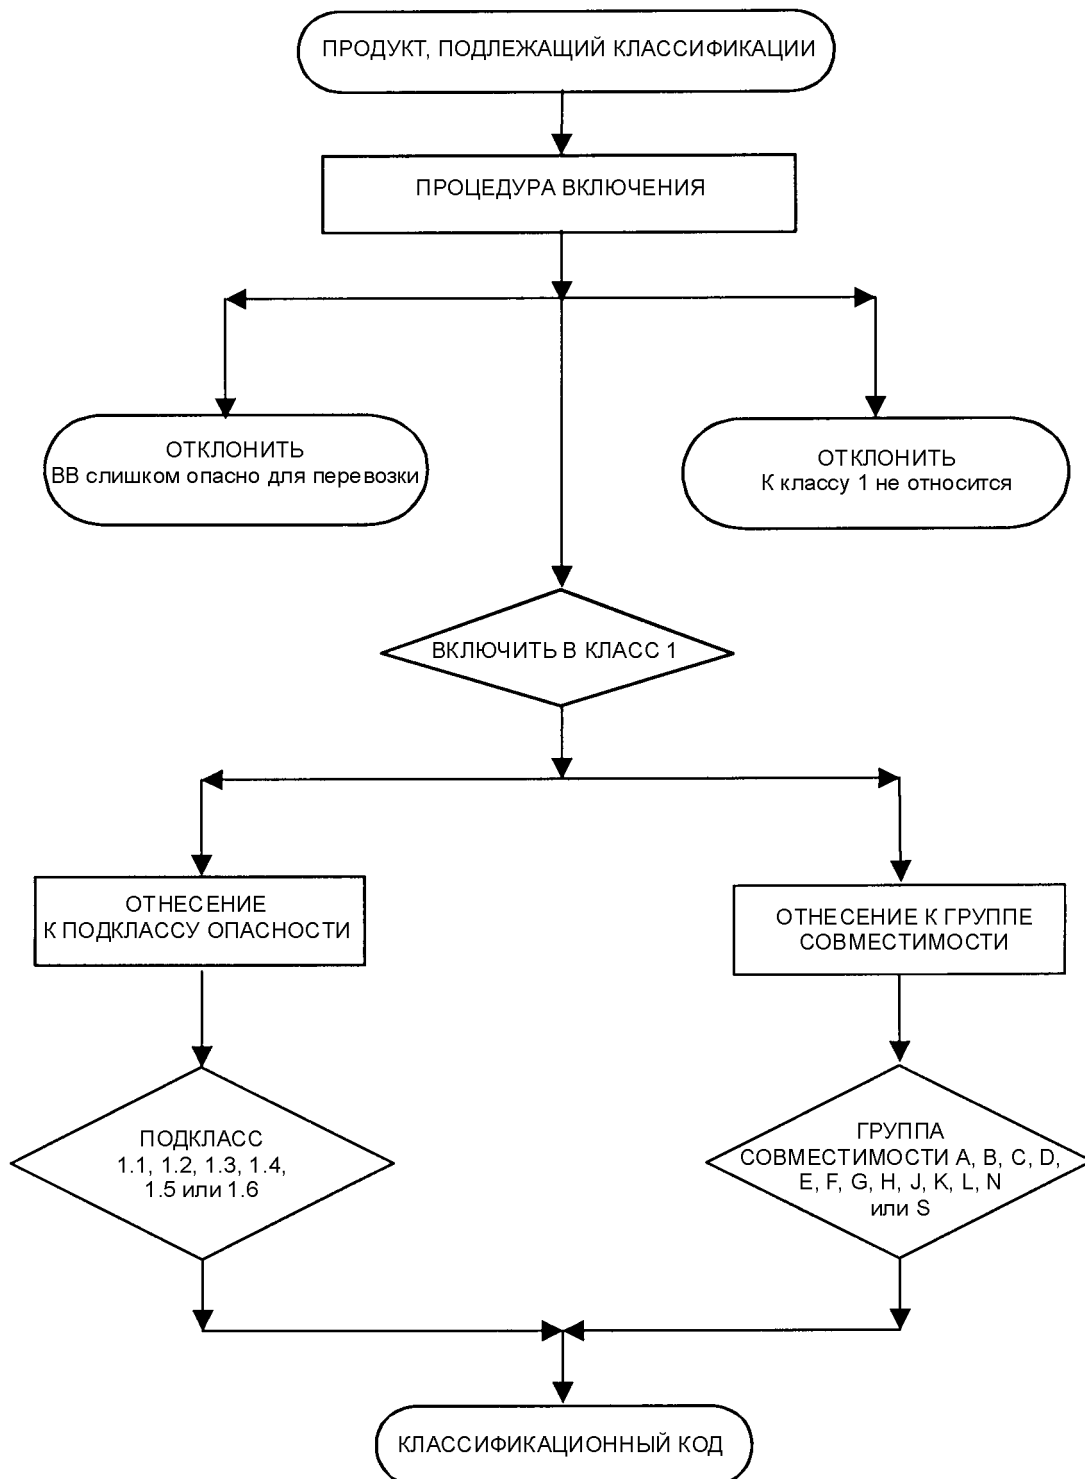 ПРОДУКТ, ПОДЛЕЖАЩИЙ КЛАССИФИКАЦИИ
ПРОЦЕДУРА ВКЛЮЧЕНИЯ
ОТКЛОНИТЬ
ВВ слишком опасно для перевозки
ОТКЛОНИТЬ
К классу 1 не относится
ВКЛЮЧИТЬ В КЛАСС 1
ОТНЕСЕНИЕ
К ПОДКЛАССУ ОПАСНОСТИ
ОТНЕСЕНИЕ К ГРУППЕ
СОВМЕСТИМОСТИ
ПОДКЛАСС
1.1, 1.2, 1.3, 1.4,
1.5 или 1.6
ГРУППА
СОВМЕСТИМОСТИ A, B, C, D,
E, F, G, H, J, K, L, N
или S
КЛАССИФИКАЦИОННЫЙ КОД